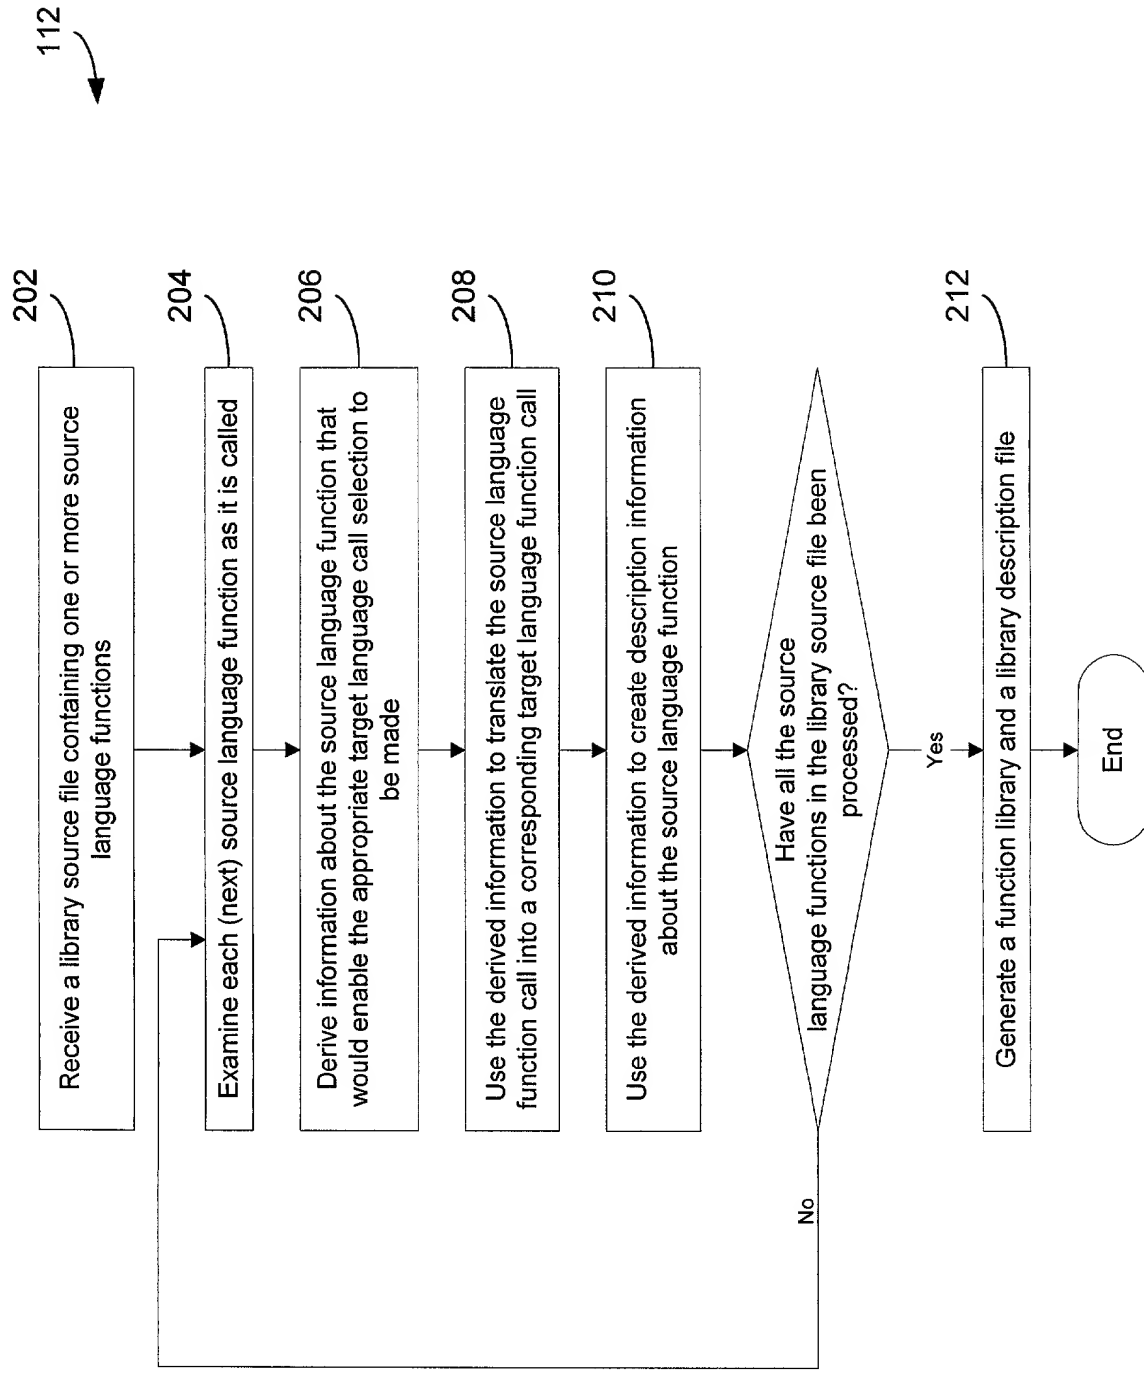 112
202
Receive a library source file containing one or more source
language functions
204
Examine each (next) source language function as it is called
206
Derive information about the source language function that
would enable the appropriate target language call selection to
be made
208
Use the derived information to translate the source language
function call into a corresponding target language function call
210
Use the derived information to create description information
about the source language function
Have all the source
language functions in the library source file been
processed?
No
Yes
212
Generate a function library and a library description file
End